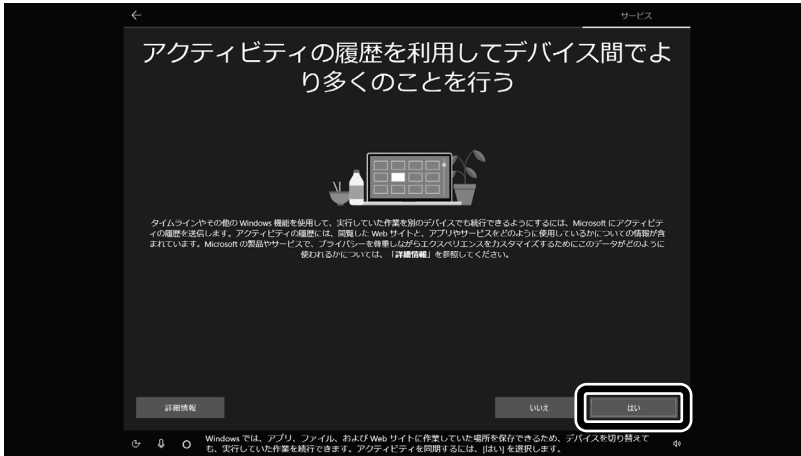 サービス
アクティビティの履歴を利用してデバイス間でよ
り多くのことを行う
タイムラインやその他の Windows 機能を使用して、実行していた作業を別のデバイスでも続行できるようにするには、Microsoft にアクティビテ
ィの履歴を送信します。アクティビティの履歴には、閲覧した Web サイトと、アプリやサービスをどのように使用しているかについての情報が含
まれています。Microsoft の製品やサービスで、プライバシーを尊重しながらエクスペリエンスをカスタマイズするためにこのデータがどのように
使われるかについては、「詳細情報」を参照してください。
詳細情報
いいえ
はい
Windows では、アプリ、ファイル、および Web サイトに作業していた場所を保存できるため、デバイスを切り替えて
も、実行していた作業を続行できます。アクティビティを同期するには、[はい] を選択します。